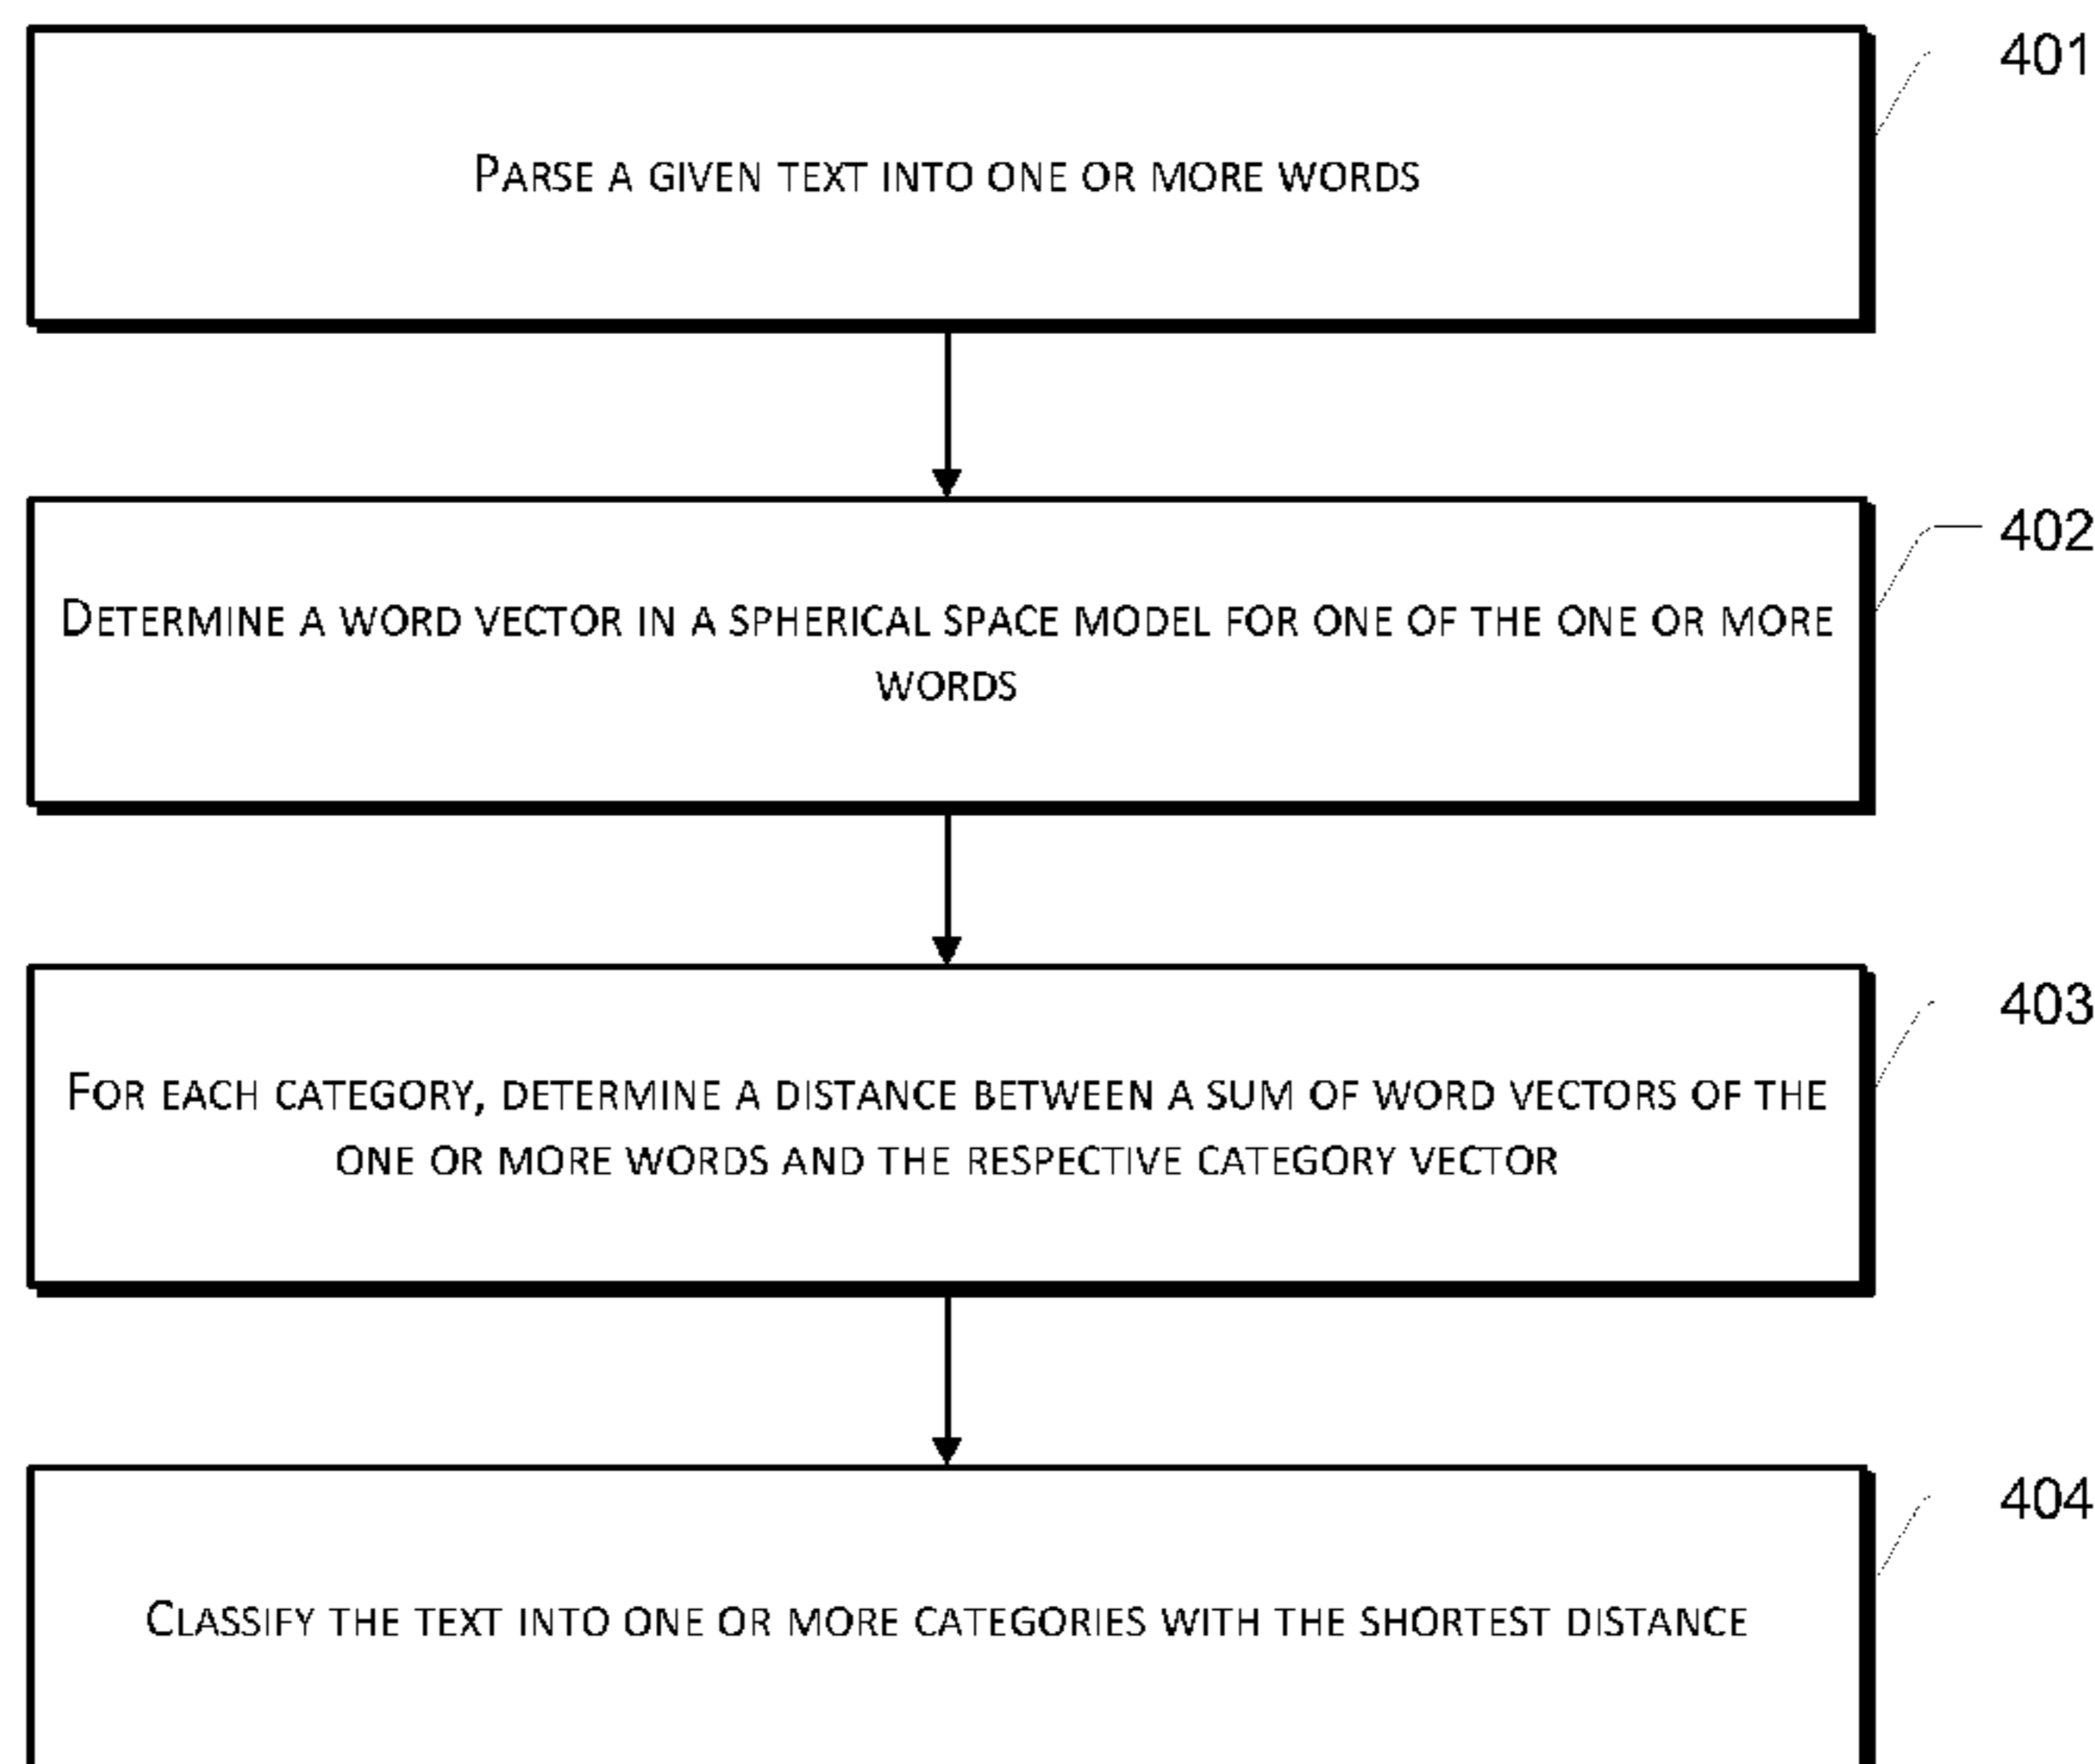 401
PARSE A GIVEN TEXT INTO ONE OR MORE WORDS
402
DETERMINE A WORD VECTOR IN A SPHERICAL SPACE MODEL FOR ONE OF THE ONE OR MORE
WORDS
403
FOR EACH CATEGORY, DETERMINE A DISTANCE BETWEEN A SUM OF WORD VECTORS OF THE
ONE OR MORE WORDS AND THE RESPECTIVE CATEGORY VECTOR
404
CLASSIFY THE TEXT INTO ONE OR MORE CATEGORIES WITH THE SHORTEST DISTANCE